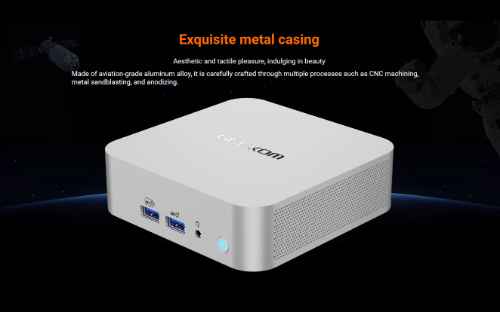 Exquisite metal casing
Aesthetic and tactile pleasure, indulging in beauty
Made of aviation-grade aluminum alloy, it is carefully crafted through multiple processes such as CNC machining,
metal sandblasting, and anodizing.